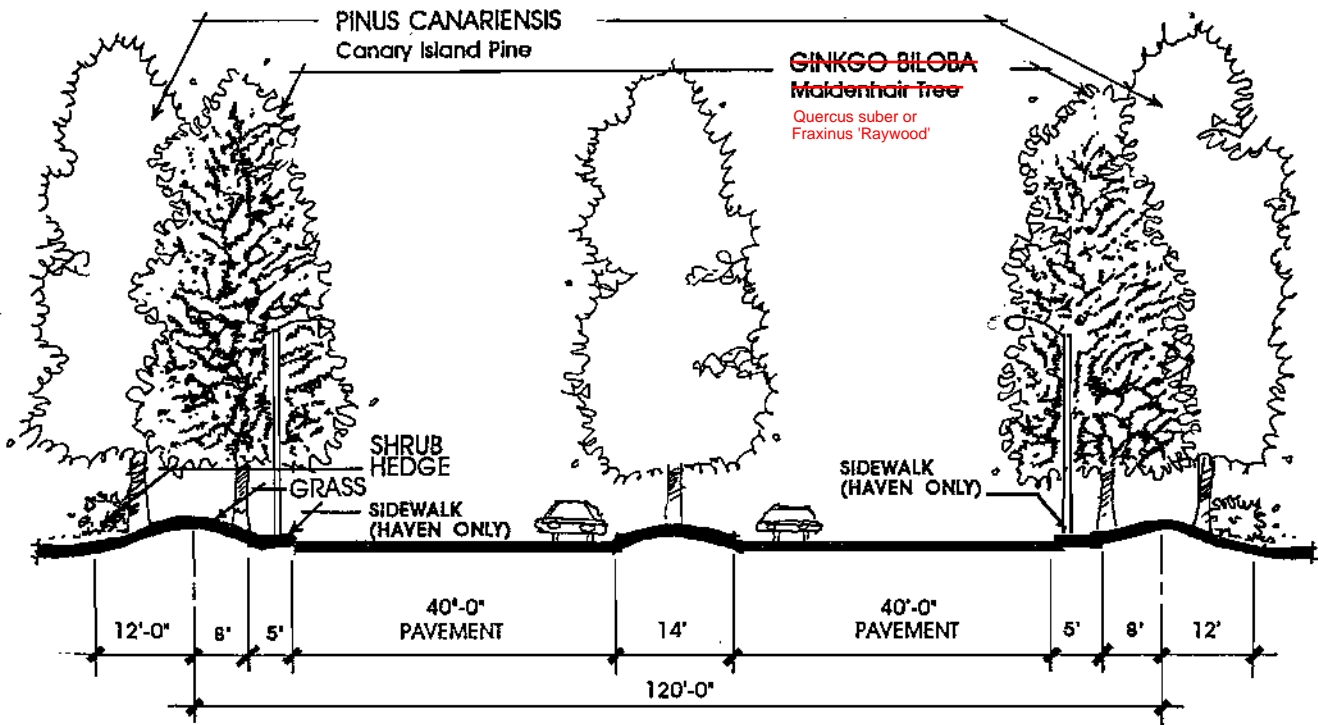 PINUS CANARIENSIS
Canary Island Pine
GINKGO BILOBA
Maidenhair Tree
Quercus suber or
Fraxinus 'Raywood'
SHRUB
HEDGE
GRASS
SIDEWALK
(HAVEN ONLY)
SIDEWALK
(HAVEN ONLY)
12'-0" 8' 5' 40'-0" PAVEMENT 14' 40'-0" PAVEMENT 5' 8' 12'
120'-0"